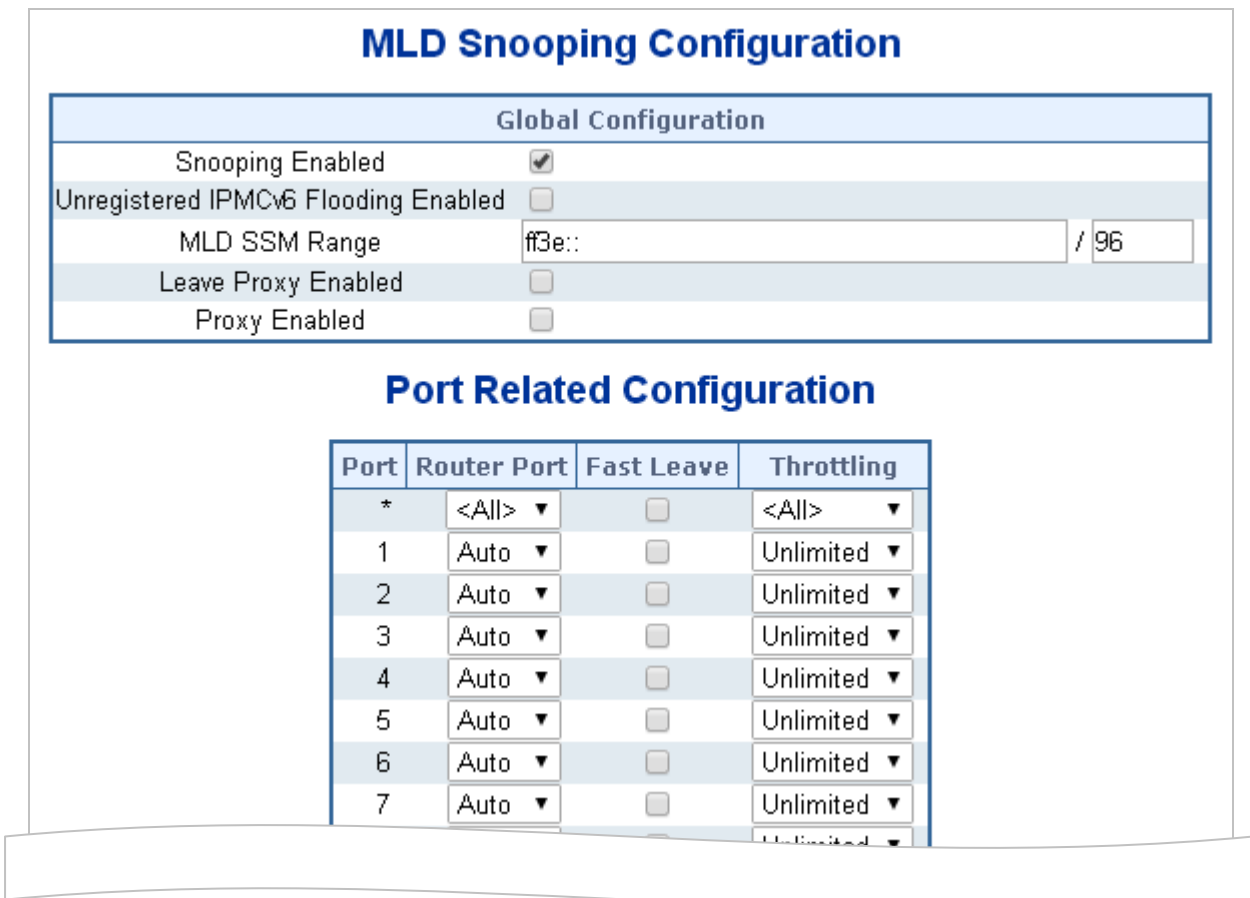 MLD Snooping Configuration
Global Configuration
Snooping Enabled
Unregistered IPMCv6 Flooding Enabled
MLD SSM Range ff3e:: / 96
Leave Proxy Enabled
Proxy Enabled
Port Related Configuration
Port Router Port Fast Leave Throttling
* <All> <All>
1 Auto Unlimited
2 Auto Unlimited
3 Auto Unlimited
4 Auto Unlimited
5 Auto Unlimited
6 Auto Unlimited
7 Auto Unlimited